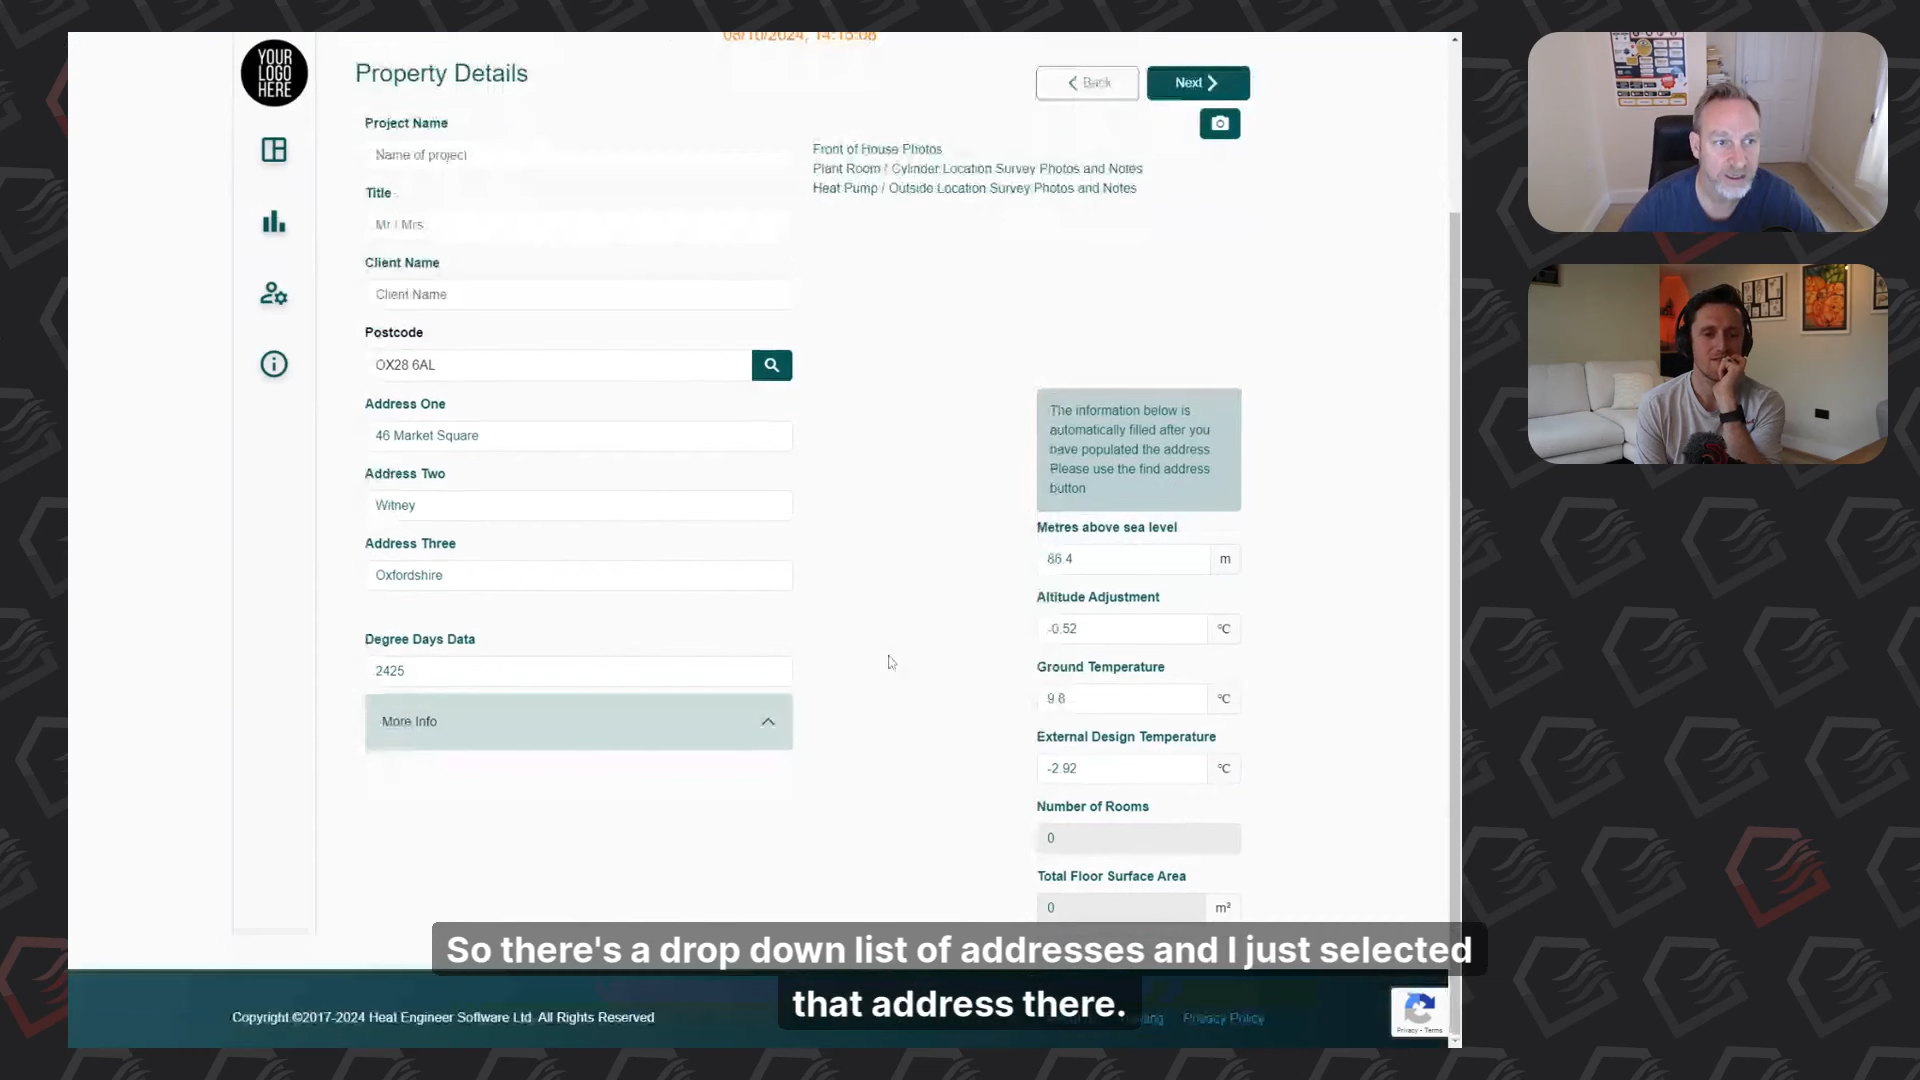 YOUR
LOGO
HERE
Property Details
Back
Next
Project Name
Name of project
Front of House Photos
Plant Room / Cylinder Location Survey Photos and Notes
Heat Pump / Outside Location Survey Photos and Notes
Title
Mr / Mrs
Client Name
Client Name
Postcode
OX28 6AL
Address One
46 Market Square
Address Two
Witney
Address Three
Oxfordshire
Degree Days Data
2425
More Info
The information below is
automatically filled after you
have populated the address
Please use the find address
button
Metres above sea level
86.4
m
Altitude Adjustment
-0.52
°C
Ground Temperature
°C
External Design Temperature
-2.92
°C
Number of Rooms
0
Total Floor Surface Area
0
m²
So there's a drop down list of addresses and I just selected
that address there.
Copyright ©2017-2024 Heat Engineer Software Ltd All Rights Reserved
Privacy Policy
Privacy - Terms